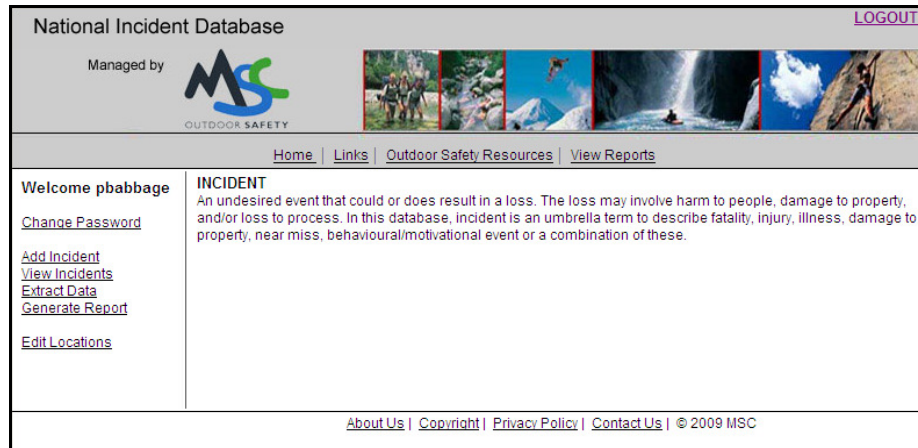 National Incident Database
LOGOUT
Managed by
MSC
OUTDOOR SAFETY
Home | Links | Outdoor Safety Resources | View Reports
Welcome pbabbage
Change Password
Add Incident
View Incidents
Extract Data
Generate Report
Edit Locations
INCIDENT
An undesired event that could or does result in a loss. The loss may involve harm to people, damage to property,
and/or loss to process. In this database, incident is an umbrella term to describe fatality, injury, illness, damage to
property, near miss, behavioural/motivational event or a combination of these.
About Us | Copyright | Privacy Policy | Contact Us | © 2009 MSC